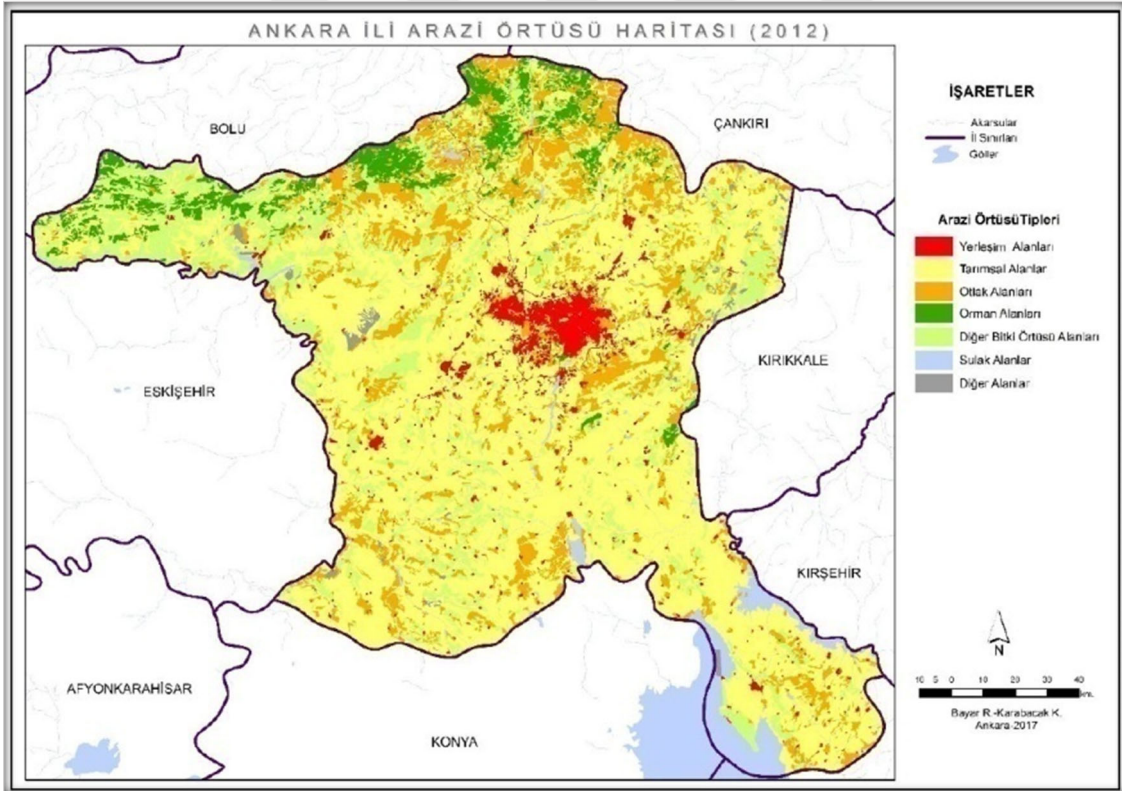 ANKARA İLİ ARAZİ ÖRTÜSÜ HARİTASI (2012)
BOLU
ÇANKIRI
ESKİŞEHİR
KIRIKKALE
KIRŞEHİR
AFYONKARAHİSAR
KONYA
İŞARETLER
Akarsular
İl Sınırları
Göller
Arazi ÖrtüsüTipleri
Yerleşim Alanları
Tarımsal Alanlar
Otlak Alanları
Orman Alanları
Diğer Bitki Örtüsü Alanları
Sulak Alanlar
Diğer Alanlar
N
10 5 0 10 20 30 40
km.
Bayar R.-Karabacak K.
Ankara-2017